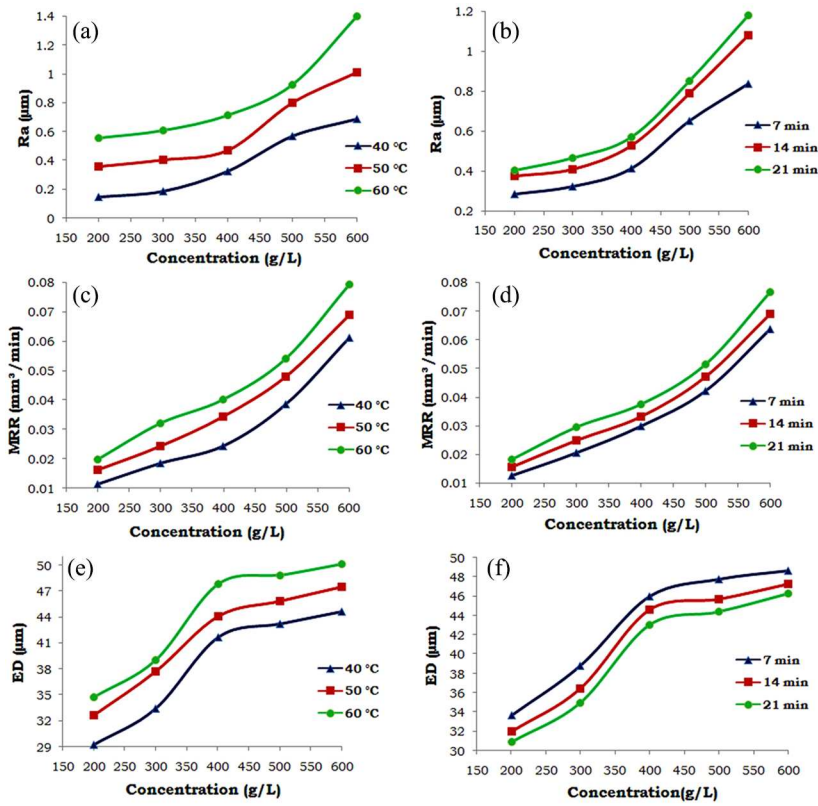 (a)
1.4
1.2
1
0.8
0.6
0.4
0.2
0
Ra (µm)
40 °C
50 °C
60 °C
150 200 250 300 350 400 450 500 550 600
Concentration (g/L)
(b)
1.2
1
0.8
0.6
0.4
0.2
Ra (µm)
7 min
14 min
21 min
150 200 250 300 350 400 450 500 550 600
Concentration (g/L)
(c)
0.08
0.07
0.06
0.05
0.04
0.03
0.02
0.01
MRR (mm³/min)
40 °C
50 °C
60 °C
150 200 250 300 350 400 450 500 550 600
Concentration (g/L)
(d)
0.08
0.07
0.06
0.05
0.04
0.03
0.02
0.01
MRR (mm³/min)
7 min
14 min
21 min
150 200 250 300 350 400 450 500 550 600
Concentration (g/L)
(e)
50
47
44
41
38
35
32
29
ED (µm)
40 °C
50 °C
60 °C
150 200 250 300 350 400 450 500 550 600
Concentration (g/L)
(f)
50
48
46
44
42
40
38
36
34
32
30
ED (µm)
7 min
14 min
21 min
150 200 250 300 350 400 450 500 550 600
Concentration(g/L)